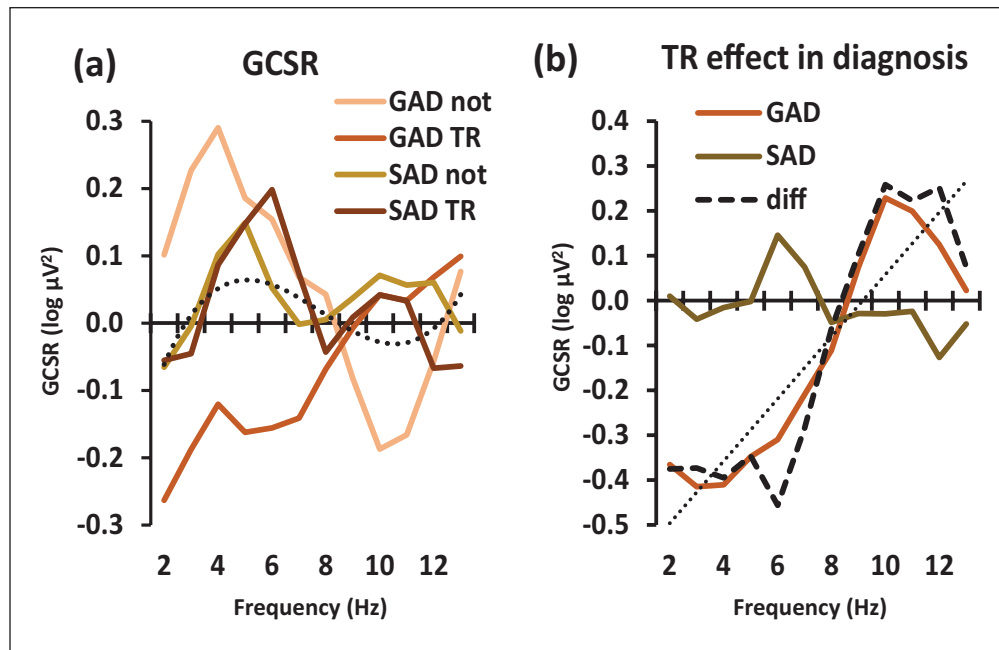 (a) GCSR
GAD not
GAD TR
SAD not
SAD TR
0.3
0.2
0.1
0.0
-0.1
-0.2
-0.3
GCSR (log µV²)
2 4 6 8 10 12
Frequency (Hz)
(b) TR effect in diagnosis
GAD
SAD
diff
0.4
0.3
0.2
0.1
0.0
-0.1
-0.2
-0.3
-0.4
-0.5
GCSR (log µV²)
2 4 6 8 10 12
Frequency (Hz)